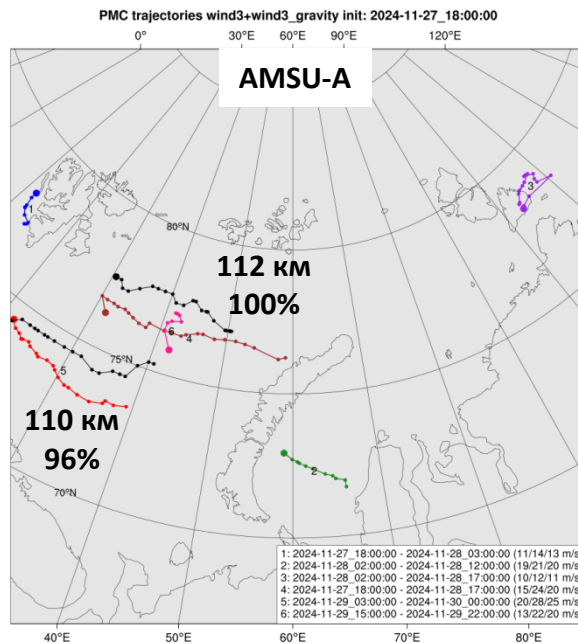 PMC trajectories wind3+wind3_gravity init: 2024-11-27_18:00:00
0° 30°E 60°E 90°E 120°E
AMSU-A
1
3
80°N
112 км
100%
6
4
75°N
5
110 км
96%
2
70°N
1: 2024-11-27_18:00:00 - 2024-11-28_03:00:00 (11/14/13 m/s
2: 2024-11-28_02:00:00 - 2024-11-28_12:00:00 (19/21/20 m/s
3: 2024-11-28_02:00:00 - 2024-11-28_17:00:00 (10/12/11 m/s
4: 2024-11-27_18:00:00 - 2024-11-28_17:00:00 (15/24/20 m/s
5: 2024-11-29_03:00:00 - 2024-11-30_00:00:00 (20/28/25 m/s
6: 2024-11-29_15:00:00 - 2024-11-29_22:00:00 (13/22/20 m/s
40°E 50°E 60°E 70°E 80°E